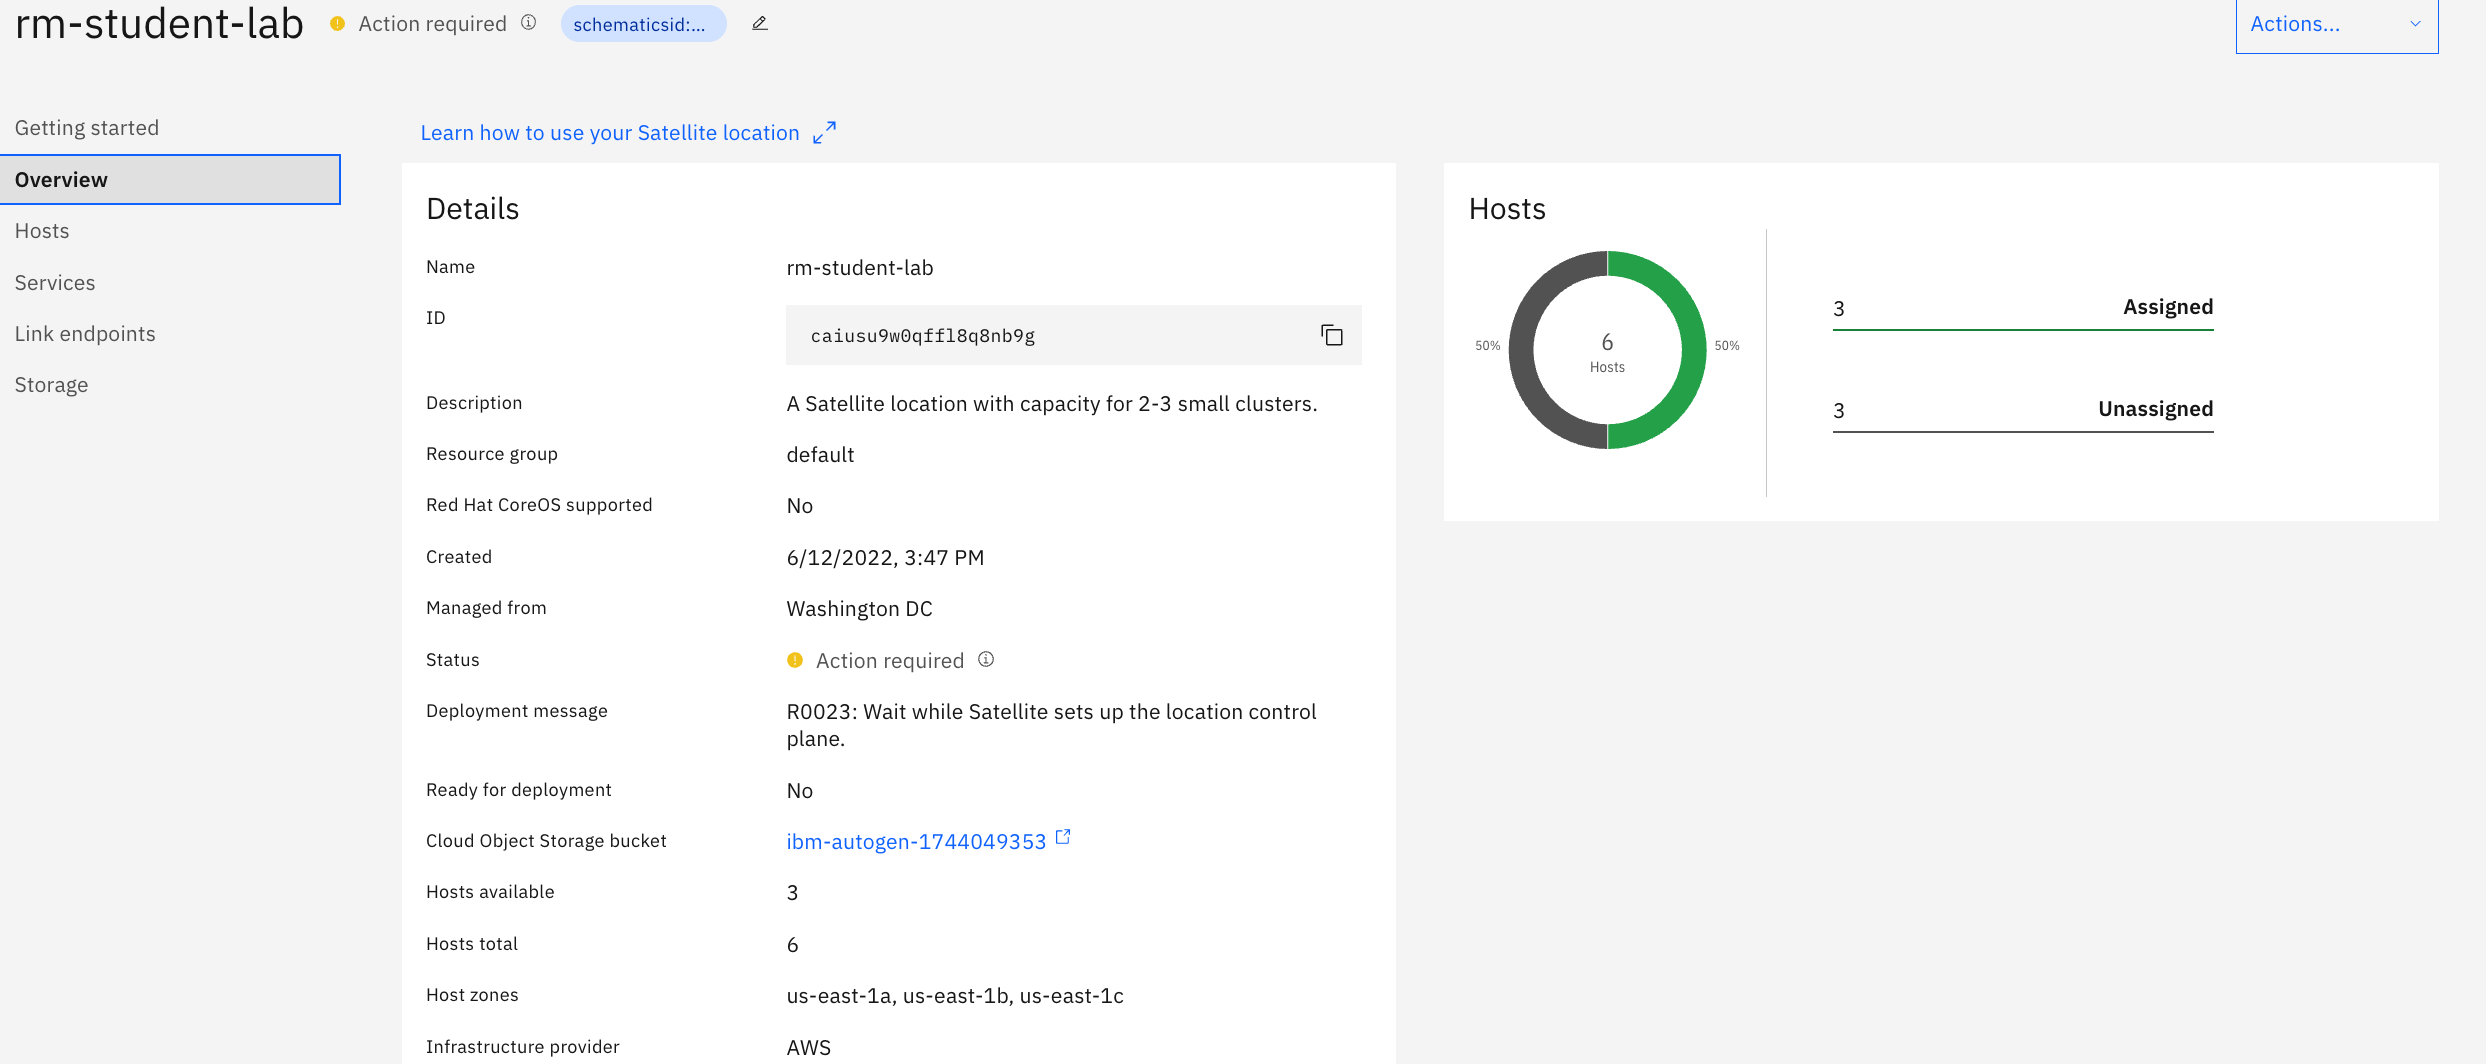 rm-student-lab Action required schematicsid:... Actions...
Getting started
Overview
Hosts
Services
Link endpoints
Storage
Learn how to use your Satellite location
Details
Name rm-student-lab
ID caiusu9w0qffl8q8nb9g
Description A Satellite location with capacity for 2-3 small clusters.
Resource group default
Red Hat CoreOS supported No
Created 6/12/2022, 3:47 PM
Managed from Washington DC
Status Action required
Deployment message R0023: Wait while Satellite sets up the location control
plane.
Ready for deployment No
Cloud Object Storage bucket ibm-autogen-1744049353
Hosts available 3
Hosts total 6
Host zones us-east-1a, us-east-1b, us-east-1c
Infrastructure provider AWS
Hosts
50% 6 50%
Hosts
3 Assigned
3 Unassigned